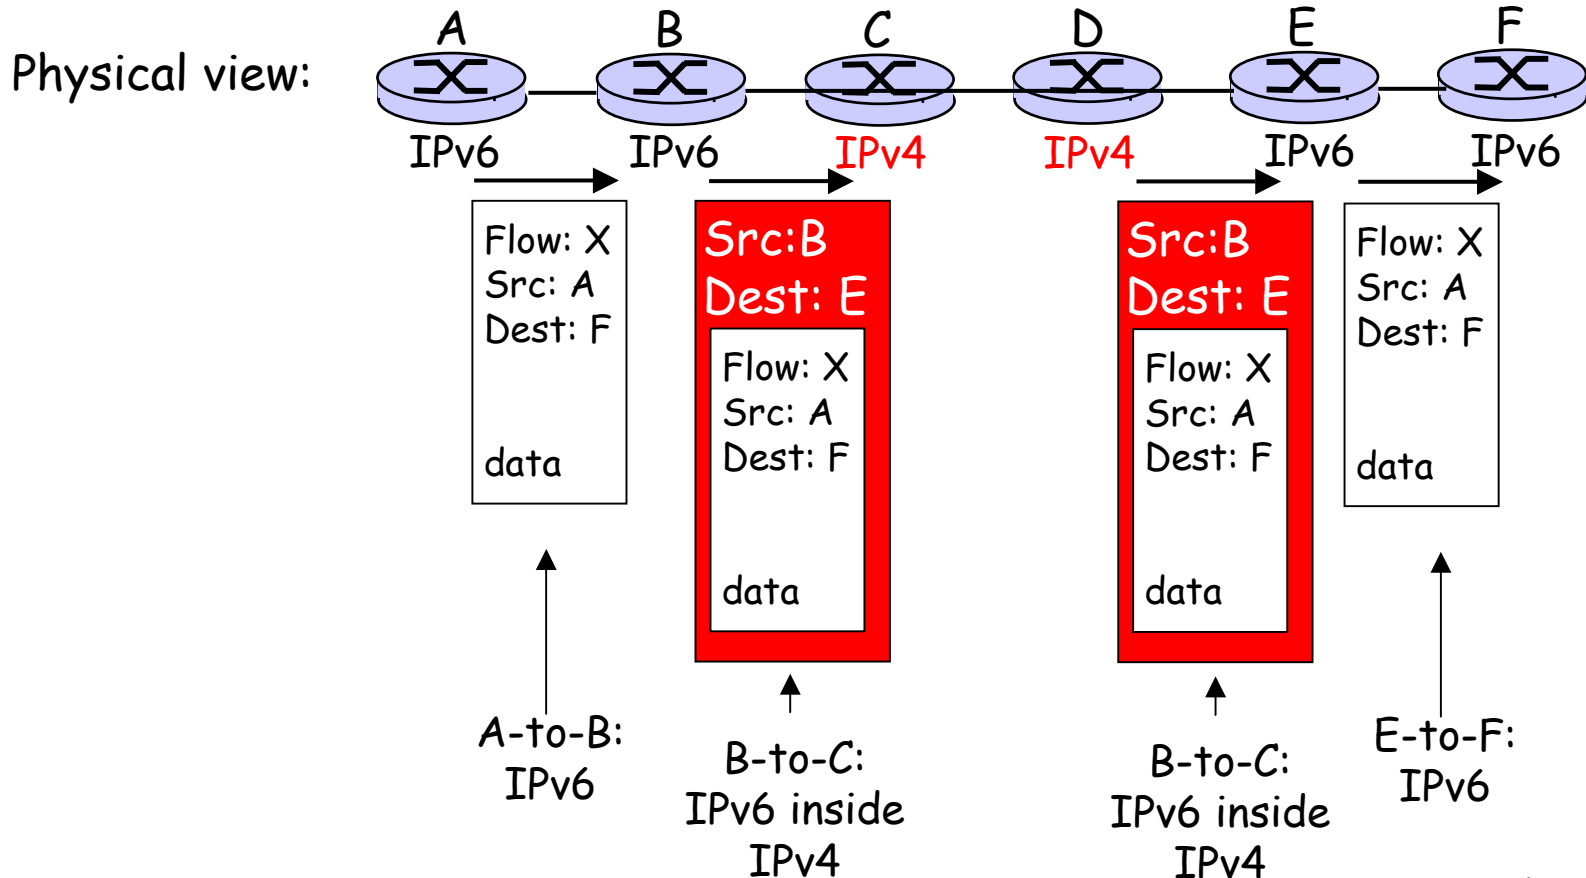 A B C D E F
Physical view:
IPv6 IPv6 IPv4 IPv4 IPv6 IPv6
Flow: X
Src: A
Dest: F
data
Src:B
Dest: E
Flow: X
Src: A
Dest: F
data
Src:B
Dest: E
Flow: X
Src: A
Dest: F
data
Flow: X
Src: A
Dest: F
data
A-to-B:
IPv6
B-to-C:
IPv6 inside
IPv4
B-to-C:
IPv6 inside
IPv4
E-to-F:
IPv6